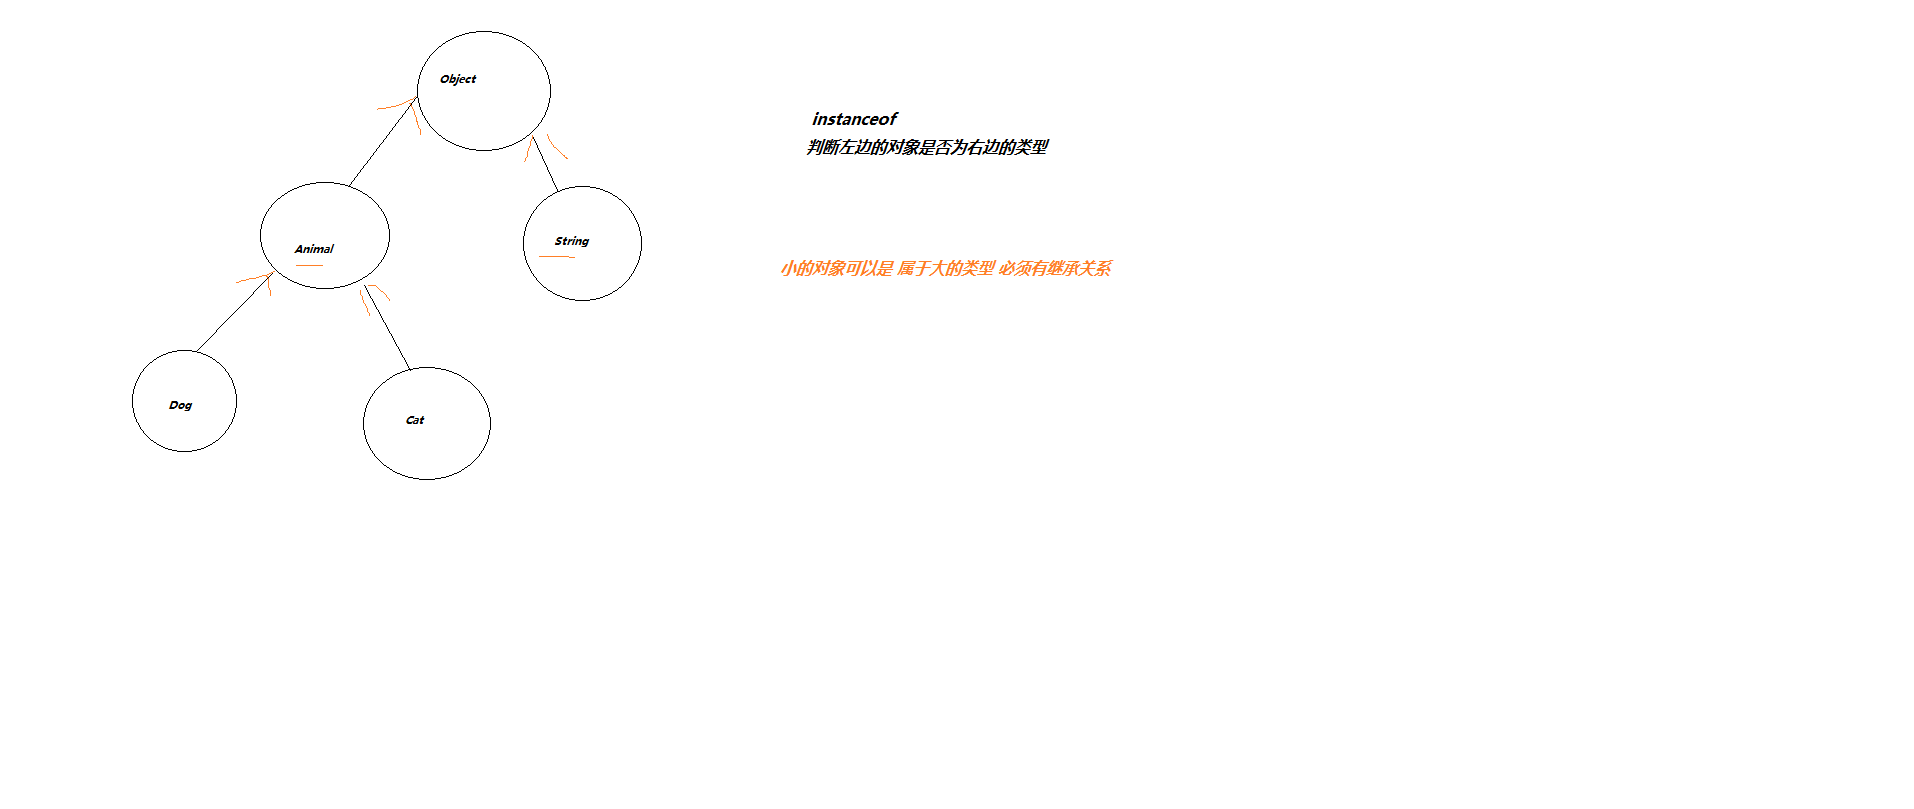 Object
instanceof
判断左边的对象是否为右边的类型
Animal
String
小的对象可以是 属于大的类型 必须有继承关系
Dog
Cat